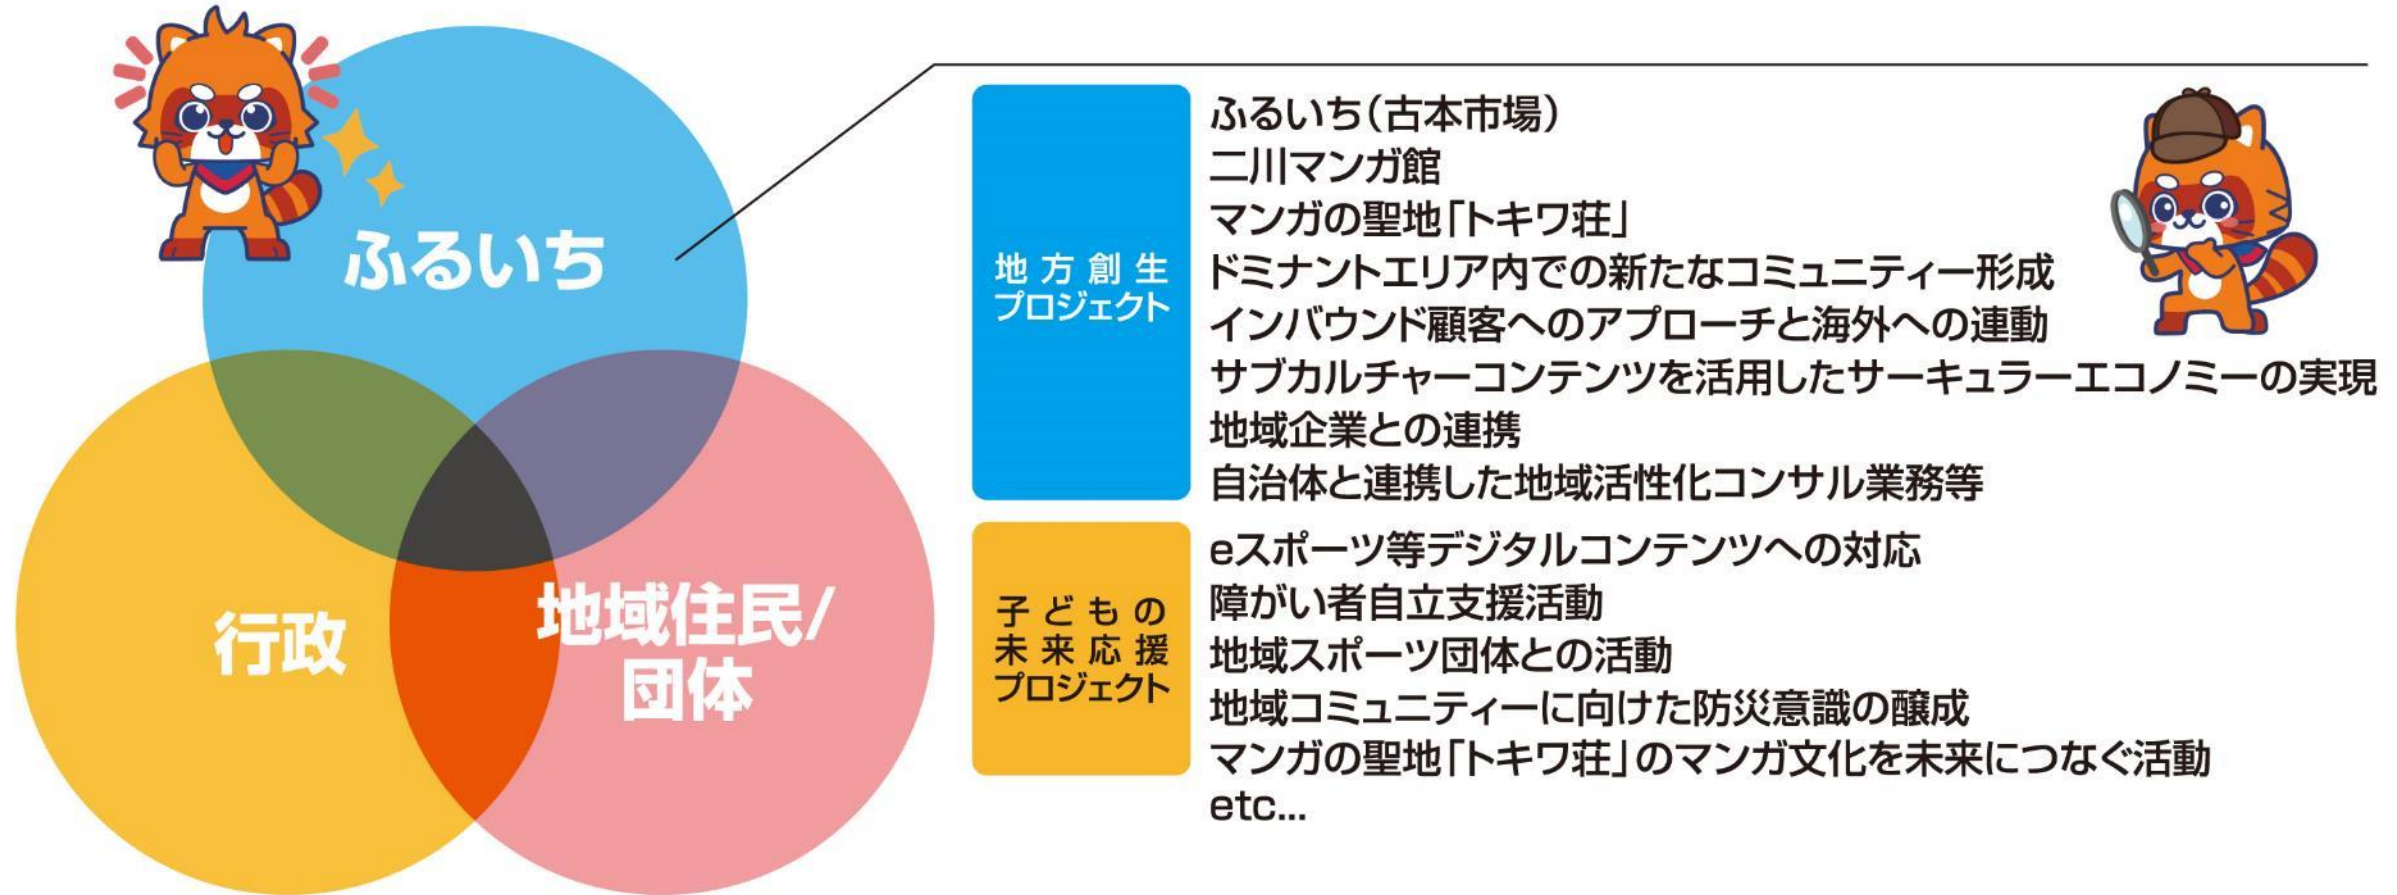 ふるいち
行政
地域住民/
団体
地方創生
プロジェクト
ふるいち(古本市場)
二川マンガ館
マンガの聖地「トキワ荘」
ドミナントエリア内での新たなコミュニティー形成
インバウンド顧客へのアプローチと海外への連動
サブカルチャーコンテンツを活用したサーキュラーエコノミーの実現
地域企業との連携
自治体と連携した地域活性化コンサル業務等
子どもの
未来応援
プロジェクト
eスポーツ等デジタルコンテンツへの対応
障がい者自立支援活動
地域スポーツ団体との活動
地域コミュニティーに向けた防災意識の醸成
マンガの聖地「トキワ荘」のマンガ文化を未来につなぐ活動
etc...